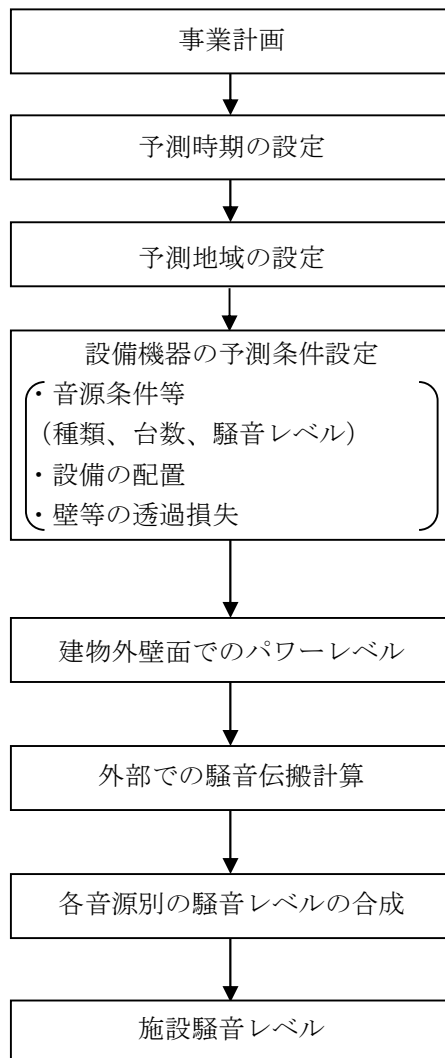 事業計画
予測時期の設定
予測地域の設定
設備機器の予測条件設定
・音源条件等
（種類、台数、騒音レベル）
・設備の配置
・壁等の透過損失
建物外壁面でのパワーレベル
外部での騒音伝搬計算
各音源別の騒音レベルの合成
施設騒音レベル